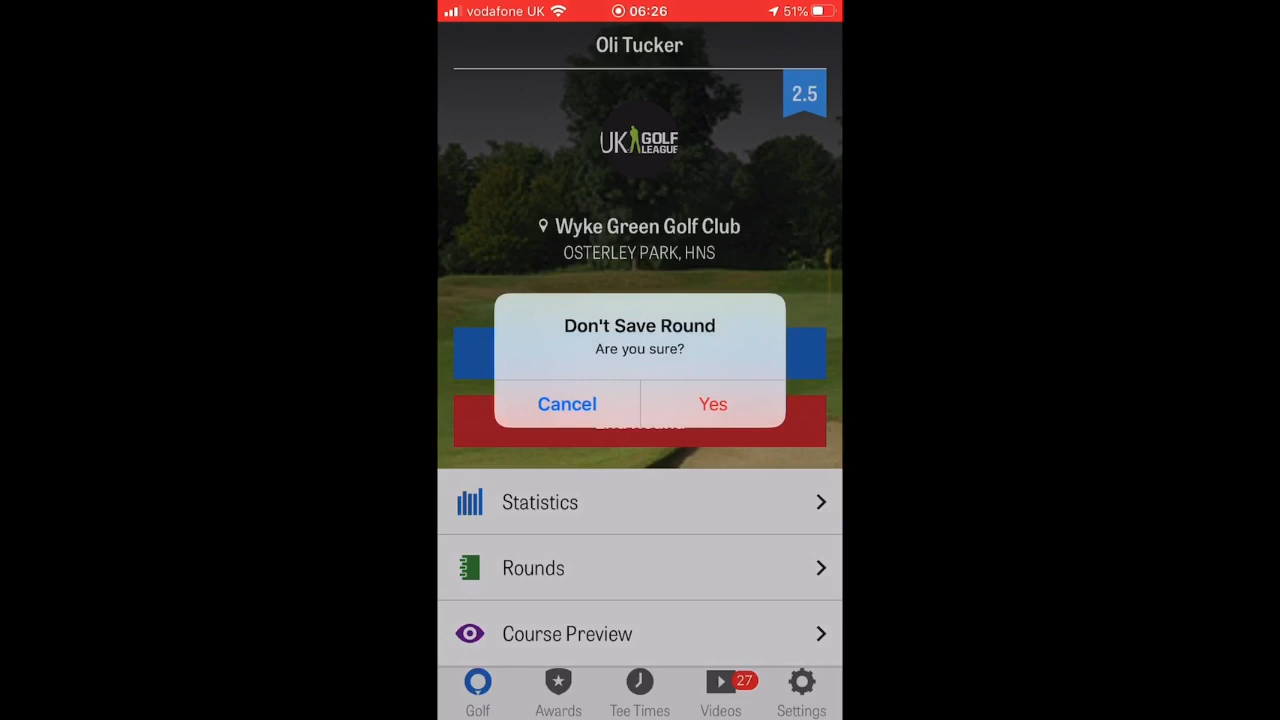 vodafone UK 06:26 51%
Oli Tucker
2.5
UK GOLF
LEAGUE
Wyke Green Golf Club
OSTERLEY PARK, HNS
Don't Save Round
Are you sure?
Cancel Yes
Statistics
Rounds
Course Preview
27
Golf Awards Tee Times Videos Settings